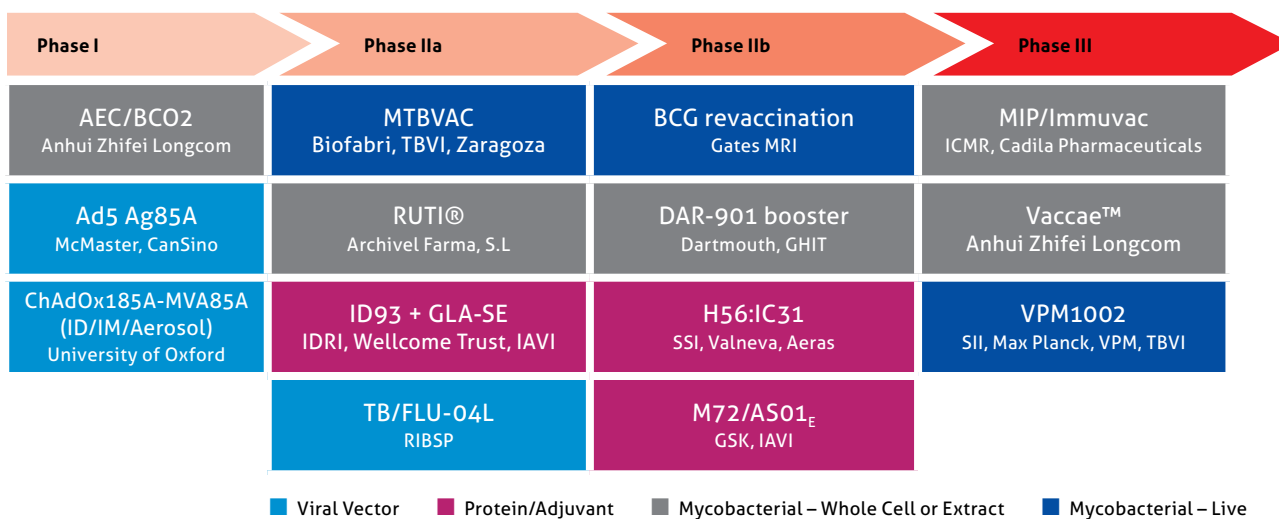 Phase I
Phase IIa
Phase IIb
Phase III
AEC/BCO2
Anhui Zhifei Longcom
MTBVAC
Biofabri, TBVI, Zaragoza
BCG revaccination
Gates MRI
MIP/Immuvac
ICMR, Cadila Pharmaceuticals
Ad5 Ag85A
McMaster, CanSino
RUTI®
Archivel Farma, S.L
DAR-901 booster
Dartmouth, GHIT
Vaccae™
Anhui Zhifei Longcom
ChAdOx185A-MVA85A
(ID/IM/Aerosol)
University of Oxford
ID93 + GLA-SE
IDRI, Wellcome Trust, IAVI
H56:IC31
SSI, Valneva, Aeras
VPM1002
SII, Max Planck, VPM, TBVI
TB/FLU-04L
RIBSP
M72/AS01E
GSK, IAVI
Viral Vector
Protein/Adjuvant
Mycobacterial – Whole Cell or Extract
Mycobacterial – Live